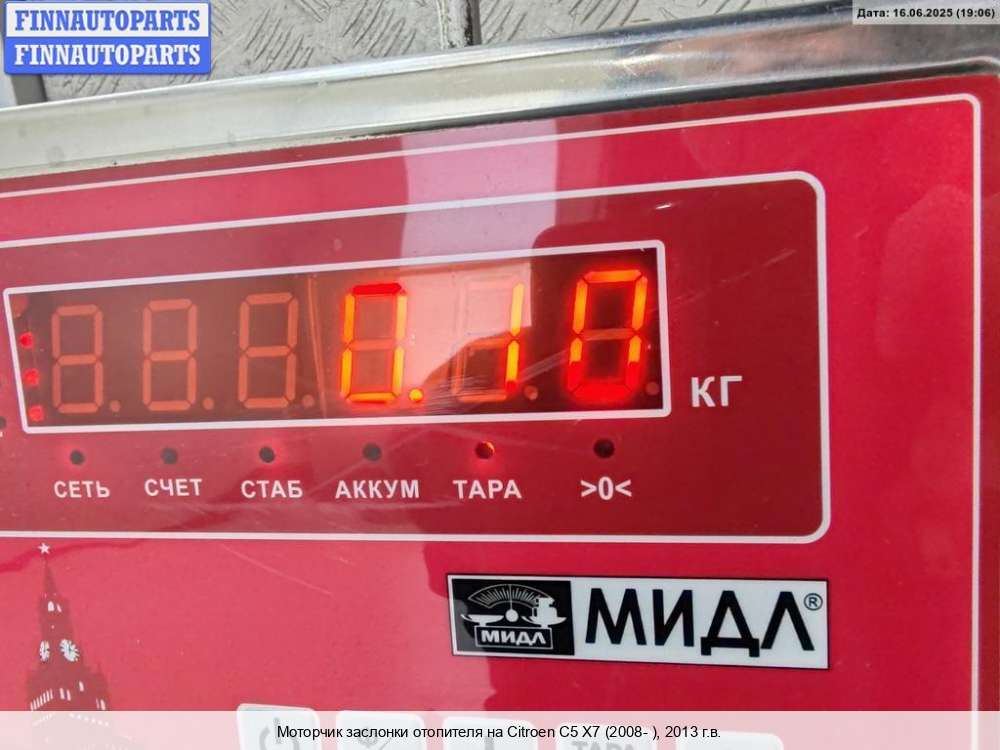 FINNAUTOPARTS
FINNAUTOPARTS
Дата: 16.06.2025 (19:06)
0.10
КГ
СЕТЬ СЧЕТ СТАБ АККУМ ТАРА >0<
МИДЛ МИДЛ®
ТАРА
Моторчик заслонки отопителя на Citroen C5 X7 (2008- ), 2013 г.в.